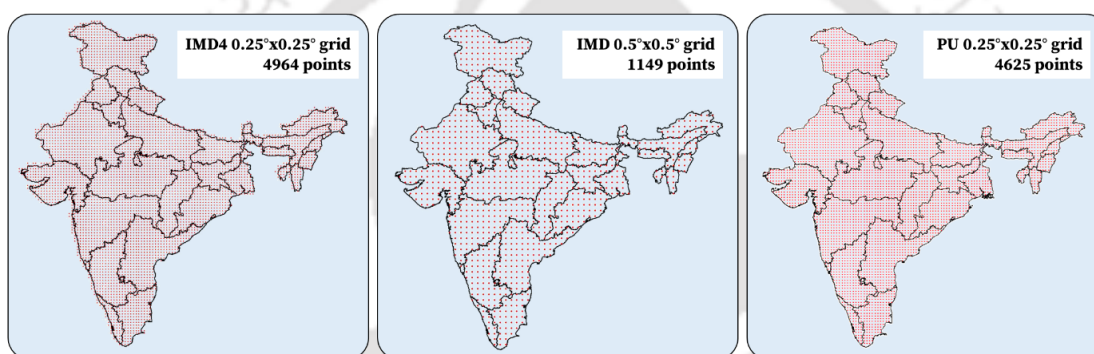 IMD4 0.25°x0.25° grid
4964 points
IMD 0.5°x0.5° grid
1149 points
PU 0.25°x0.25° grid
4625 points